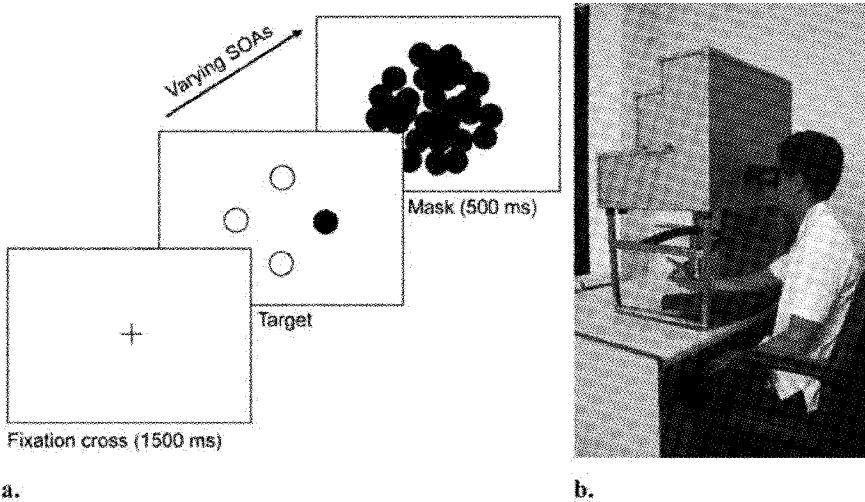 Varying SOAs
Mask (500 ms)
Target
Fixation cross (1500 ms)
a.
b.